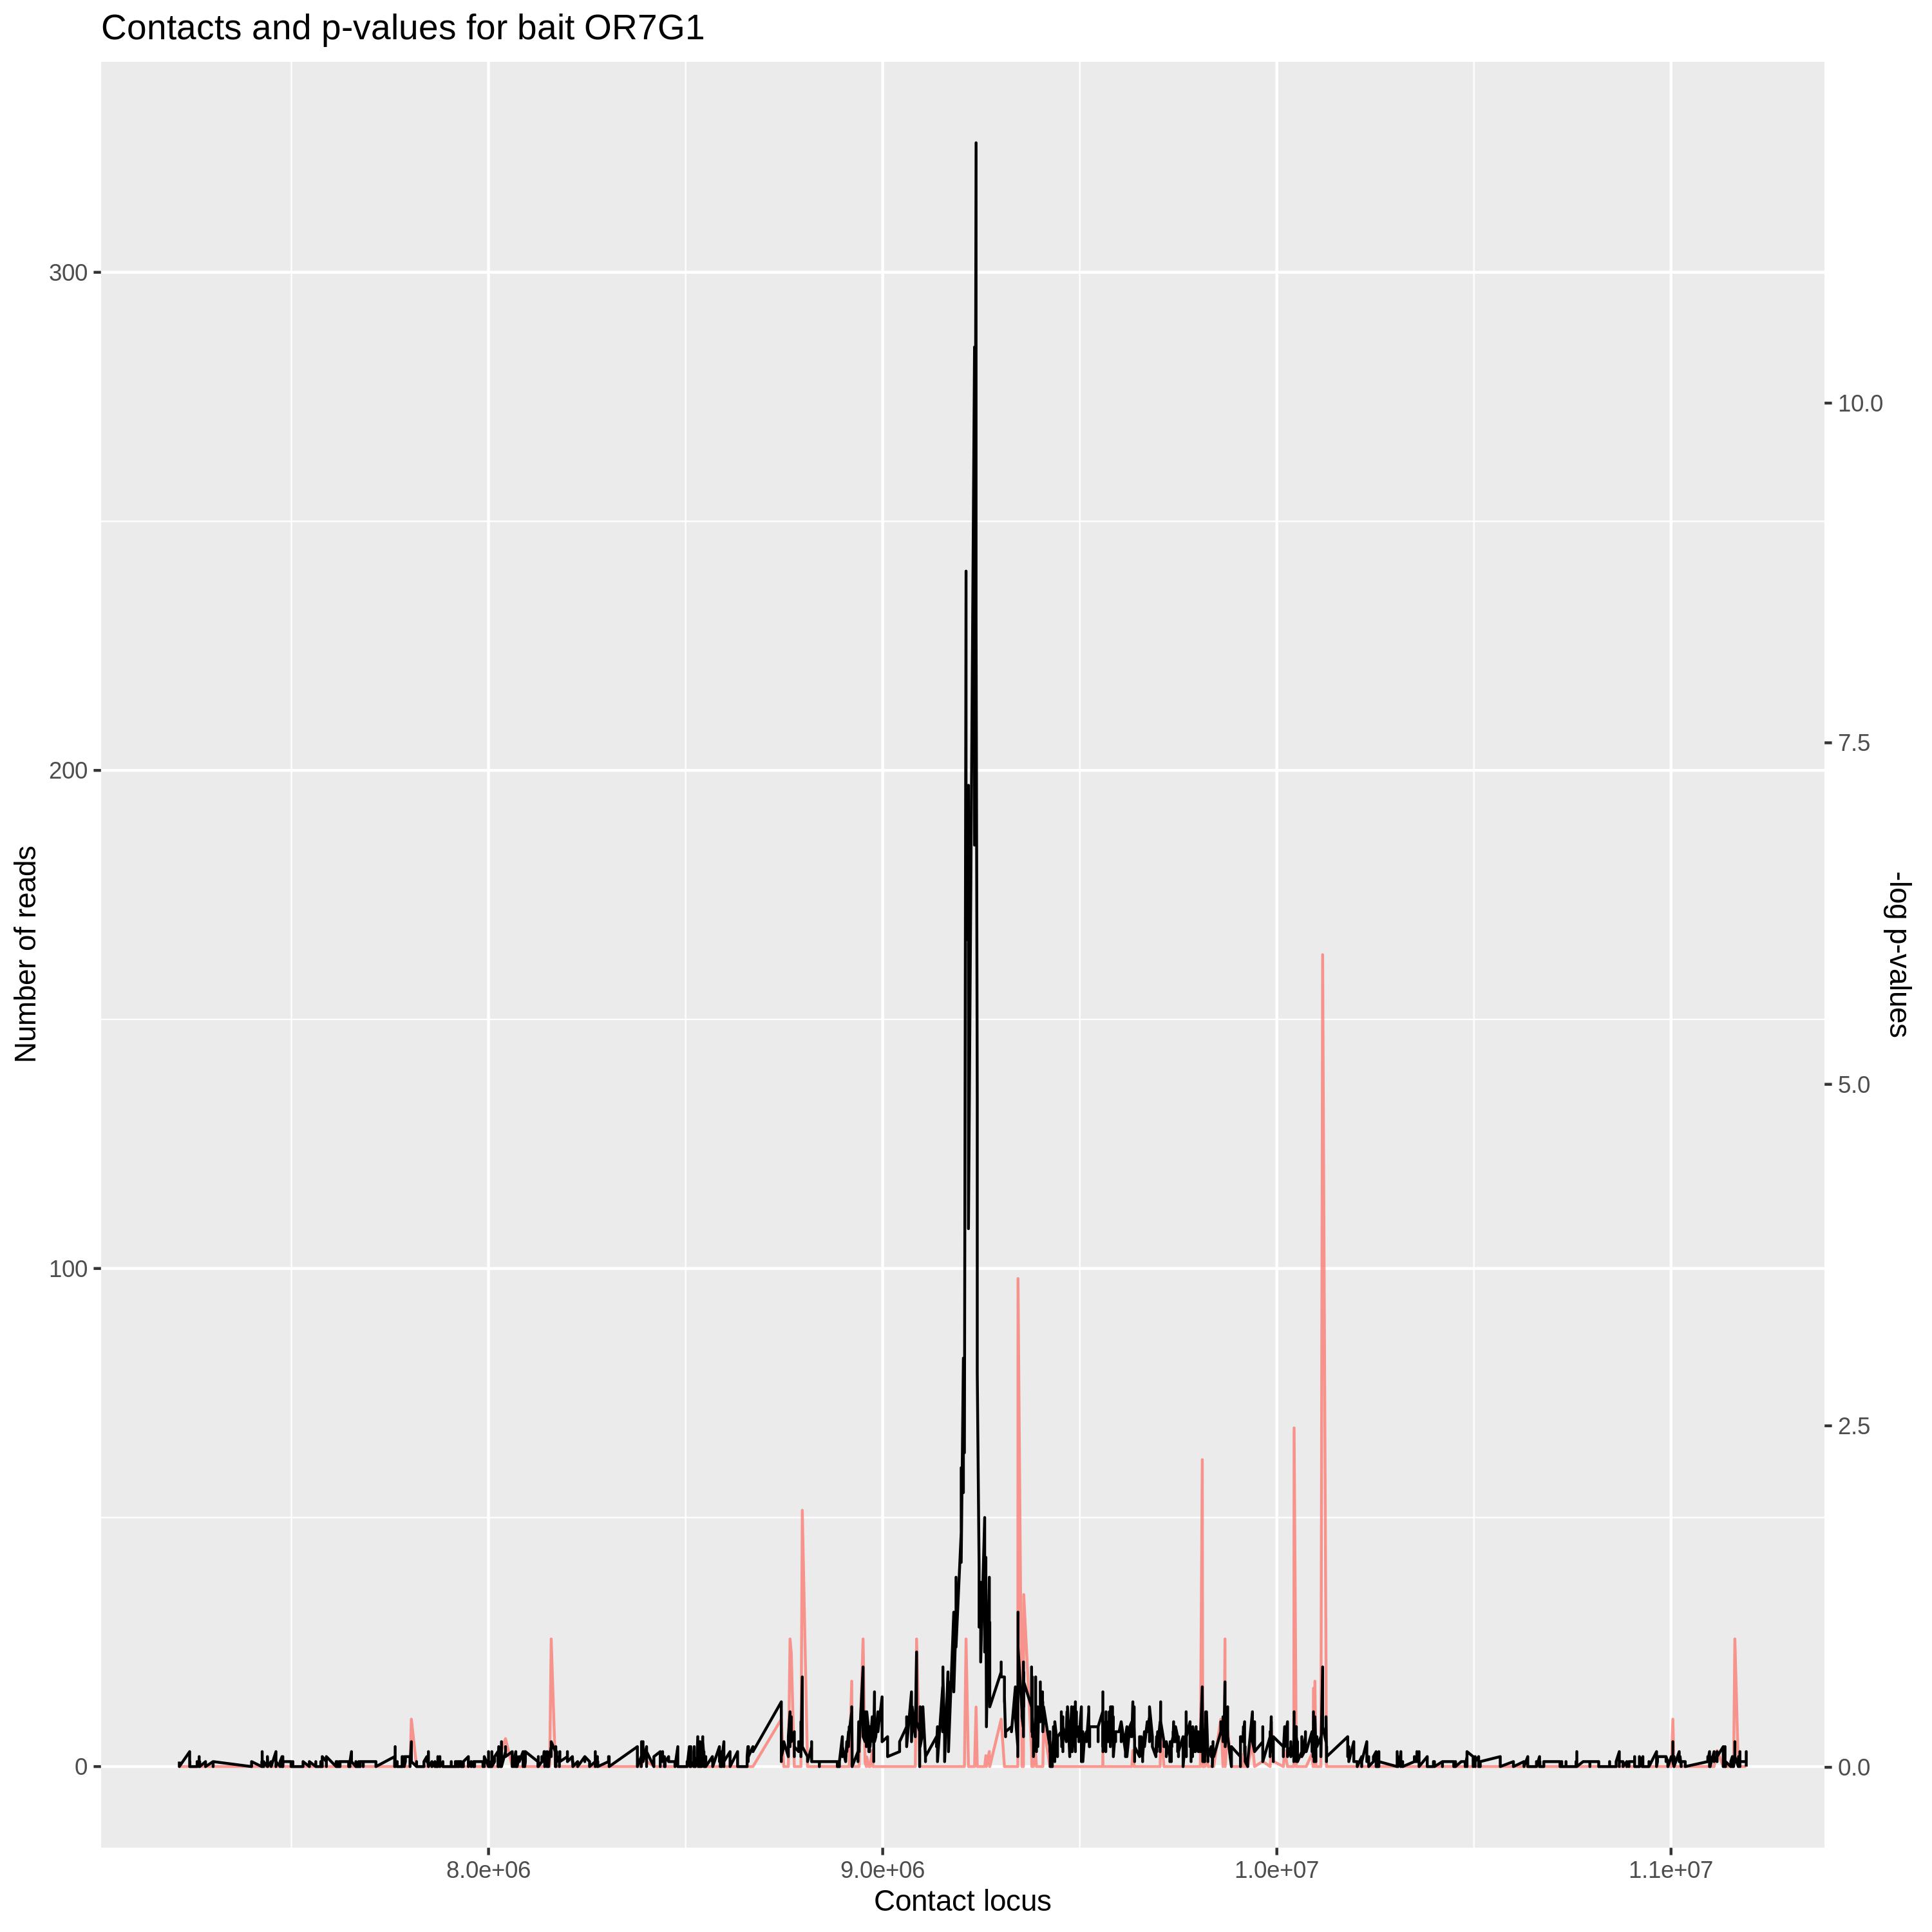 Contacts and p-values for bait OR7G1
Number of reads
300
200
100
0
10.0
7.5
5.0
2.5
0.0
-log p-values
8.0e+06
9.0e+06
1.0e+07
1.1e+07
Contact locus